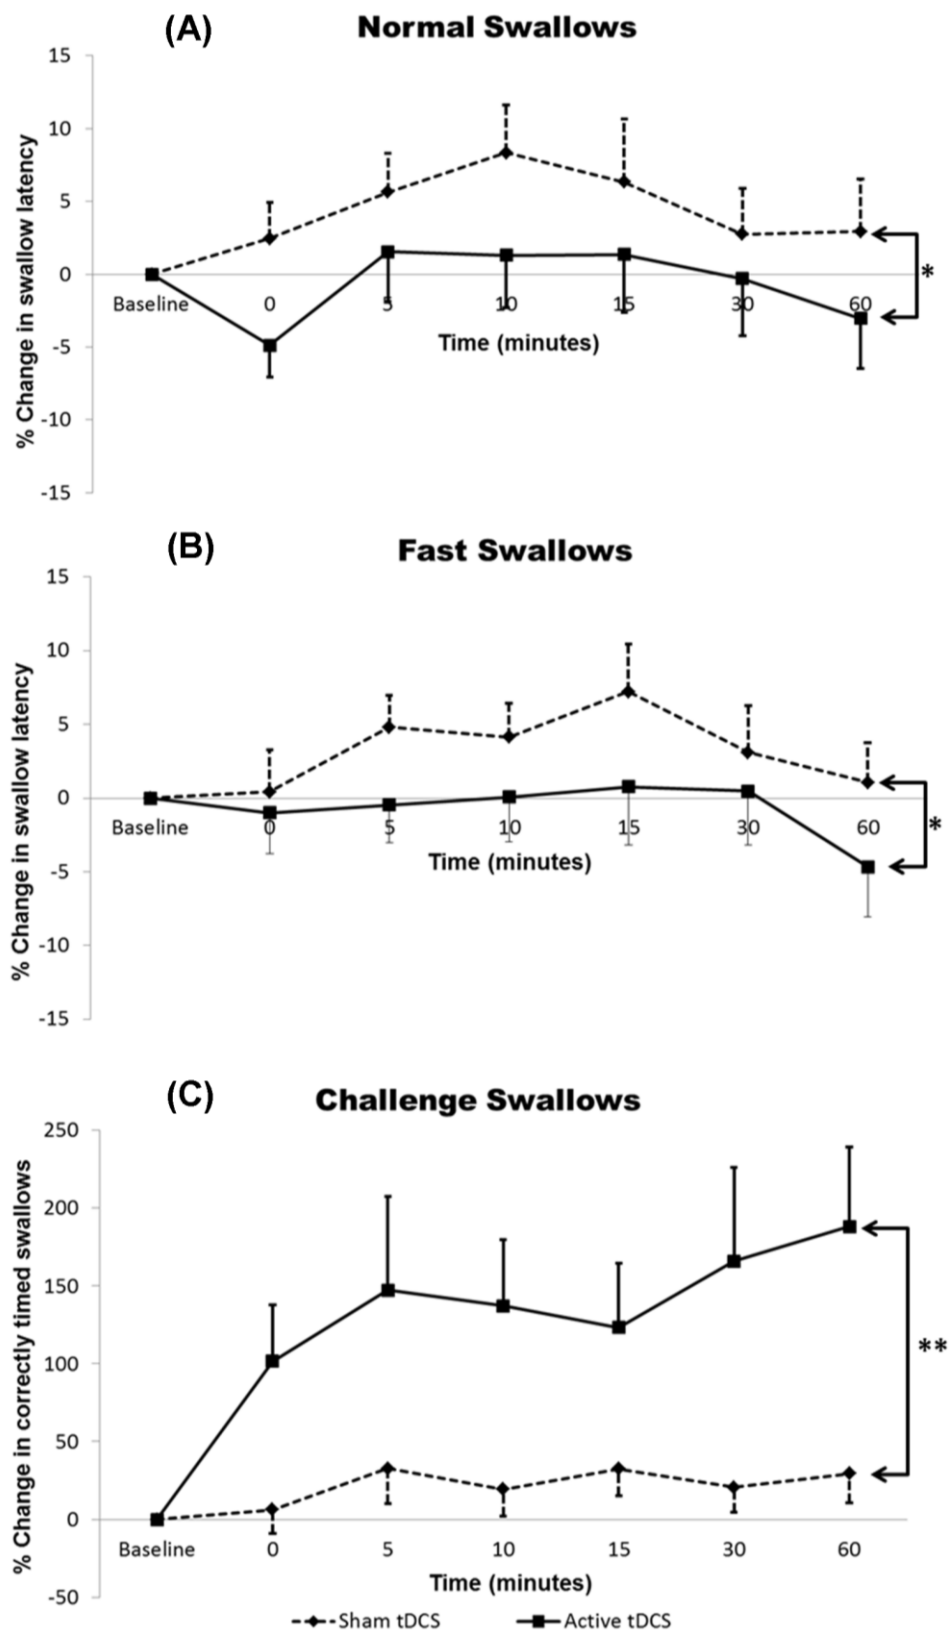 (A) Normal Swallows
% Change in swallow latency
15
10
5
0
-5
-10
-15
Baseline 0 5 10 15 30 60
Time (minutes)
*
(B) Fast Swallows
% Change in swallow latency
15
10
5
0
-5
-10
-15
Baseline 0 5 10 15 30 60
Time (minutes)
*
(C) Challenge Swallows
% Change in correctly timed swallows
250
200
150
100
50
0
-50
Baseline 0 5 10 15 30 60
Time (minutes)
**
Sham tDCS Active tDCS